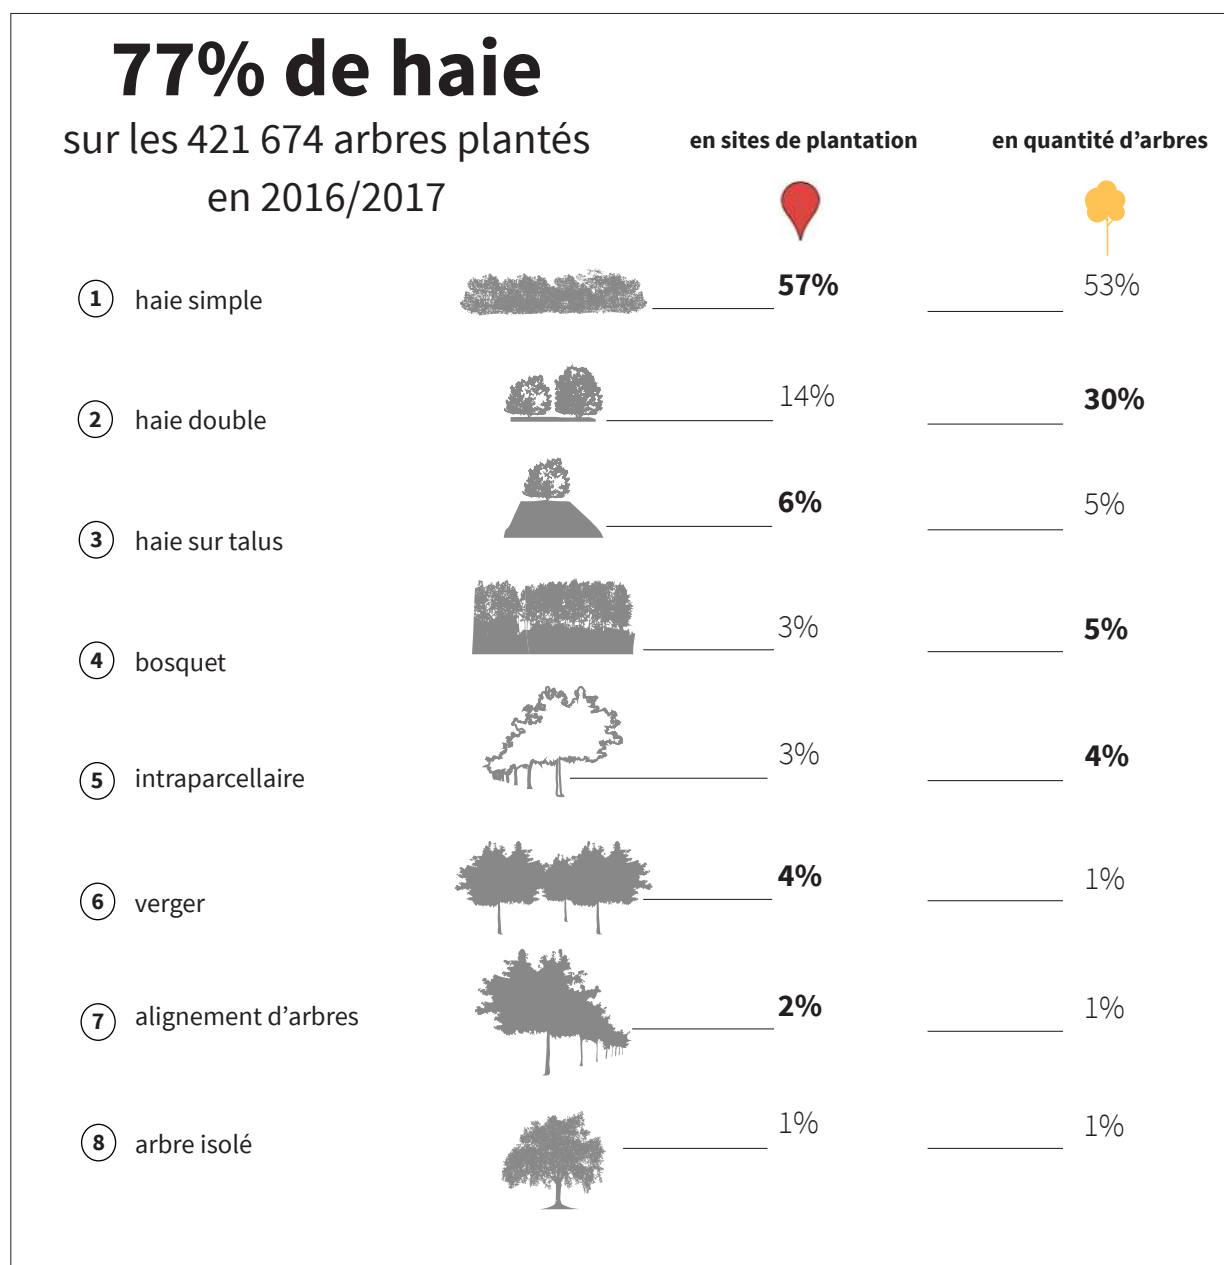 77% de haie
sur les 421 674 arbres plantés
en 2016/2017
en sites de plantation
en quantité d’arbres
1 haie simple 57% 53%
2 haie double 14% 30%
3 haie sur talus 6% 5%
4 bosquet 3% 5%
5 intraparcellaire 3% 4%
6 verger 4% 1%
7 alignement d’arbres 2% 1%
8 arbre isolé 1% 1%